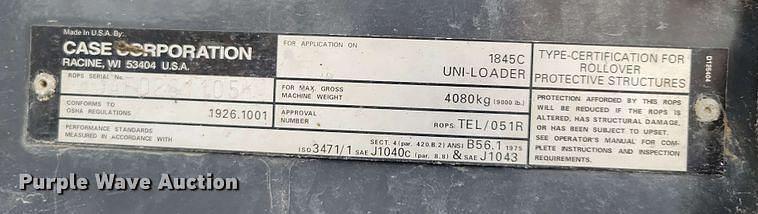 Made in U.S.A. By:
CASE CORPORATION
RACINE, WI 53404 U.S.A.
ROPS SERIAL No.
CONFORMS TO
OSHA REGULATIONS
1926.1001
PERFORMANCE STANDARDS
MEASURED IN ACCORDANCE WITH
FOR APPLICATION ON
1845C
UNI-LOADER
FOR MAX. GROSS
MACHINE WEIGHT
4080kg (9000 lbs.)
APPROVAL
NUMBER
ROPS: TEL/051R
SECT. 4 (par. 420.B.2) ANSI B56.1 1975
ISO 3471/1 SAE J1040c (par. 8.8) & SAE J1043
TYPE-CERTIFICATION FOR
ROLLOVER
PROTECTIVE STRUCTURES
PROTECTION AFFORDED BY THIS ROPS
WILL BE REDUCED IF THE ROPS IS
ALTERED, HAS STRUCTURAL DAMAGE,
OR HAS BEEN SUBJECT TO UPSET.
SEE OPERATOR'S MANUAL FOR COM-
PLETE INSTRUCTIONS AND INSPECTION
REQUIREMENTS.
Purple Wave Auction